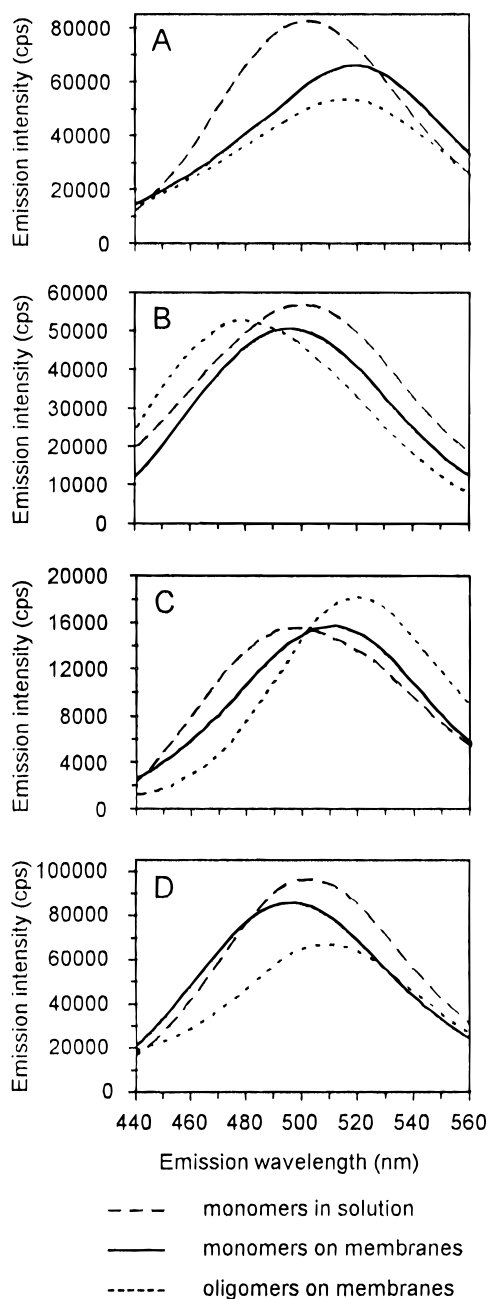 Emission intensity (cps)
80000
60000
40000
20000
0
A
Emission intensity (cps)
60000
50000
40000
30000
20000
10000
0
B
Emission intensity (cps)
20000
16000
12000
8000
4000
0
C
Emission intensity (cps)
100000
80000
60000
40000
20000
0
D
440 460 480 500 520 540 560
Emission wavelength (nm)
monomers in solution
monomers on membranes
oligomers on membranes